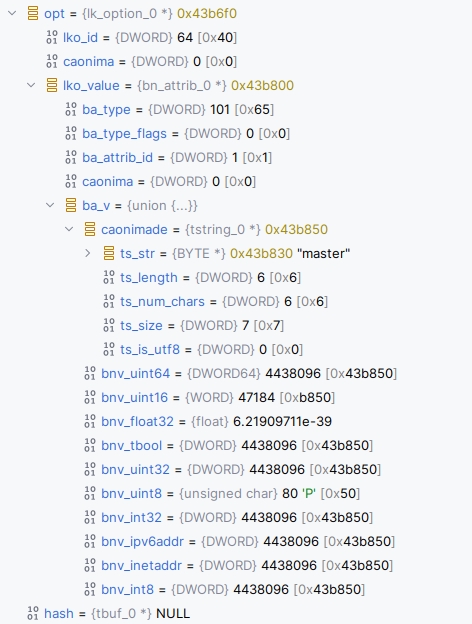 opt = {lk_option_0 *} 0x43b6f0
lko_id = {DWORD} 64 [0x40]
caonima = {DWORD} 0 [0x0]
lko_value = {bn_attrib_0 *} 0x43b800
ba_type = {DWORD} 101 [0x65]
ba_type_flags = {DWORD} 0 [0x0]
ba_attrib_id = {DWORD} 1 [0x1]
caonima = {DWORD} 0 [0x0]
ba_v = {union {...}}
caonimade = {tstring_0 *} 0x43b850
ts_str = {BYTE *} 0x43b830 "master"
ts_length = {DWORD} 6 [0x6]
ts_num_chars = {DWORD} 6 [0x6]
ts_size = {DWORD} 7 [0x7]
ts_is_utf8 = {DWORD} 0 [0x0]
bnv_uint64 = {DWORD64} 4438096 [0x43b850]
bnv_uint16 = {WORD} 47184 [0xb850]
bnv_float32 = {float} 6.21909711e-39
bnv_tbool = {DWORD} 4438096 [0x43b850]
bnv_uint32 = {DWORD} 4438096 [0x43b850]
bnv_uint8 = {unsigned char} 80 'P' [0x50]
bnv_int32 = {DWORD} 4438096 [0x43b850]
bnv_ipv6addr = {DWORD} 4438096 [0x43b850]
bnv_inetaddr = {DWORD} 4438096 [0x43b850]
bnv_int8 = {DWORD} 4438096 [0x43b850]
hash = {tbuf_0 *} NULL